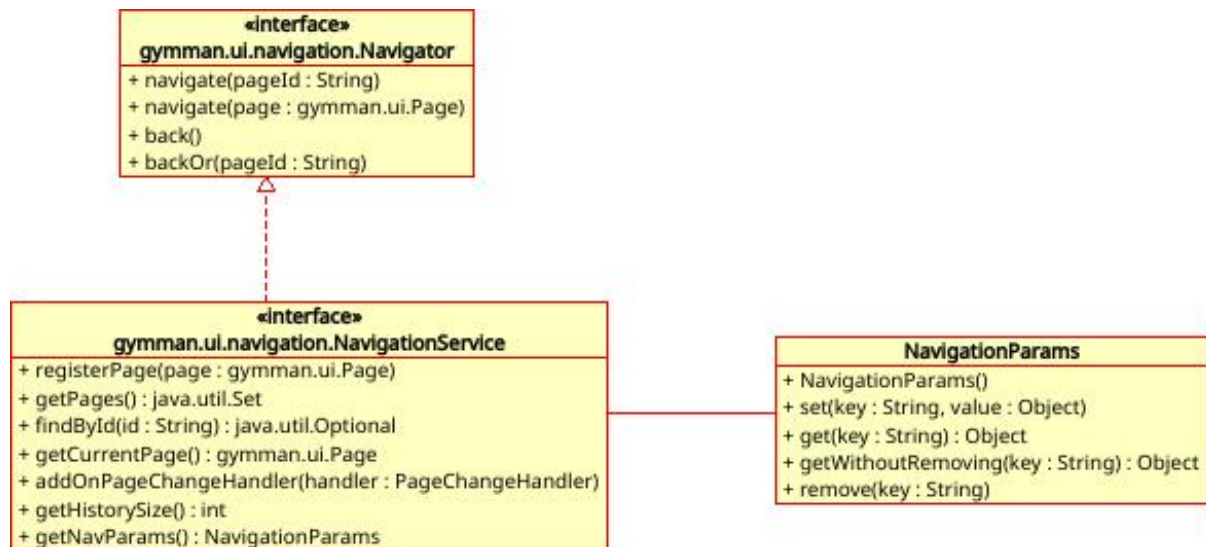 «interface»
gymman.ui.navigation.Navigator
+ navigate(pageId : String)
+ navigate(page : gymman.ui.Page)
+ back()
+ backOr(pageId : String)
«interface»
gymman.ui.navigation.NavigationService
+ registerPage(page : gymman.ui.Page)
+ getPages() : java.util.Set
+ findById(id : String) : java.util.Optional
+ getCurrentPage() : gymman.ui.Page
+ addOnPageChangeHandler(handler : PageChangeHandler)
+ getHistorySize() : int
+ getNavParams() : NavigationParams
NavigationParams
+ NavigationParams()
+ set(key : String, value : Object)
+ get(key : String) : Object
+ getWithoutRemoving(key : String) : Object
+ remove(key : String)